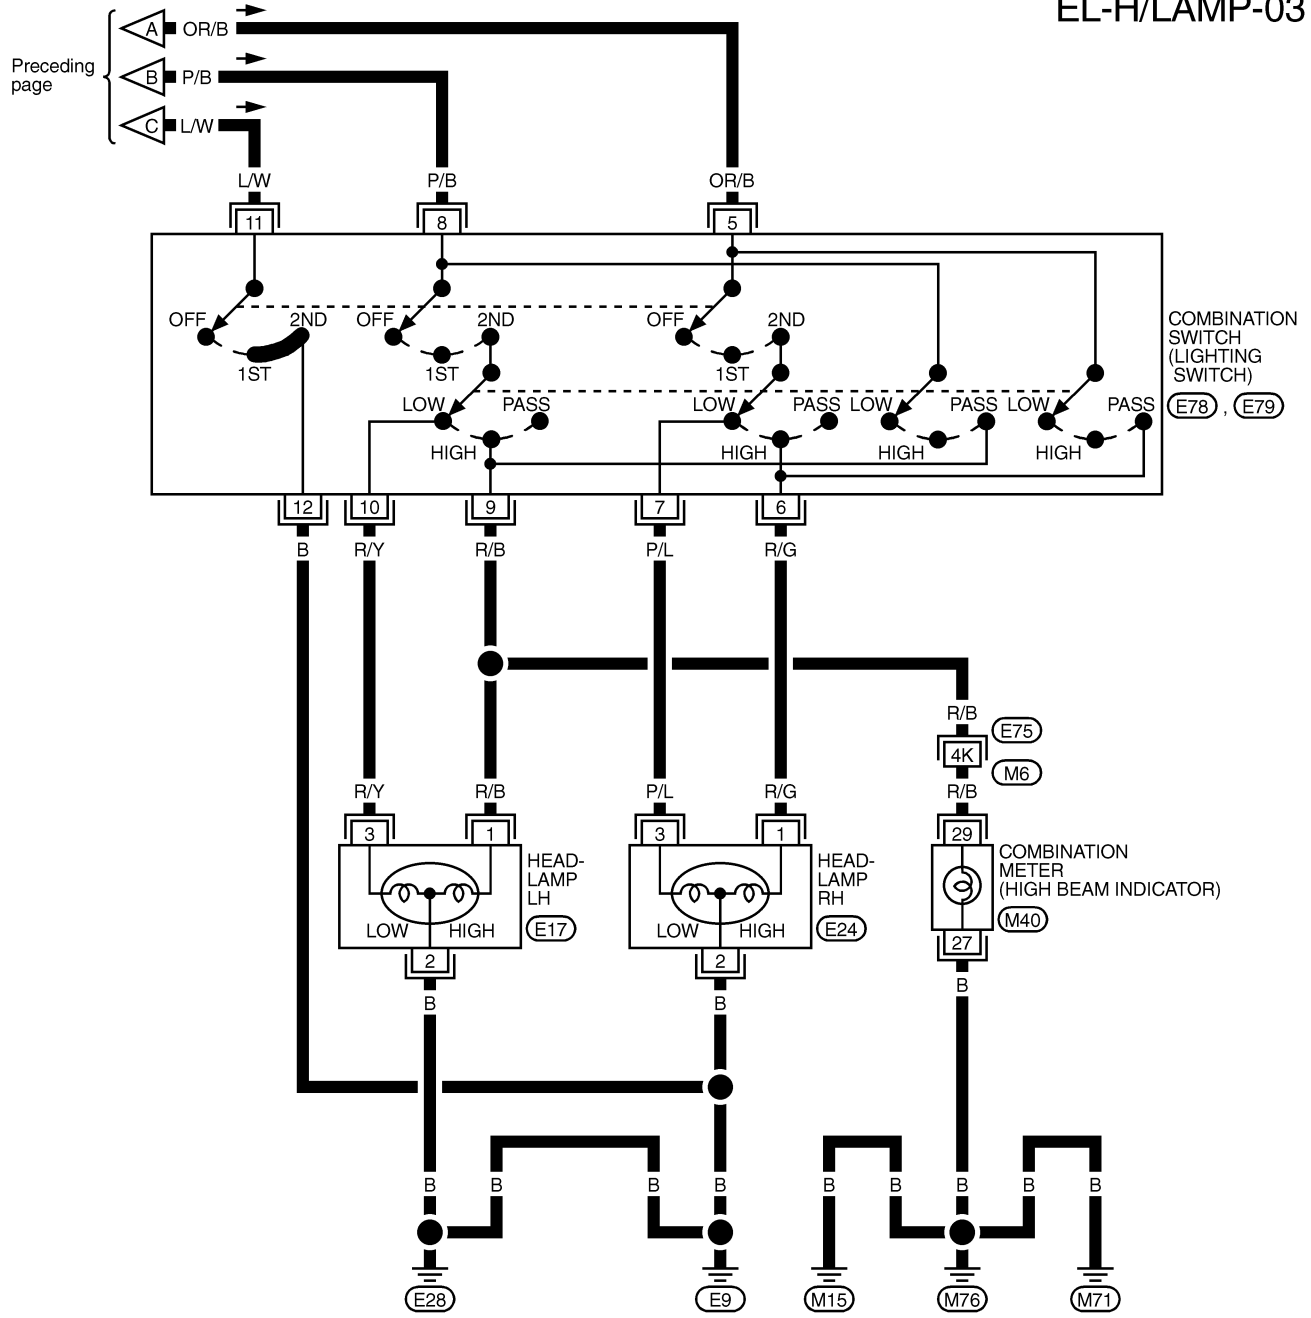 EL-H/LAMP-03
Preceding
page
A OR/B
B P/B
C L/W
L/W P/B OR/B
11 8 5
OFF 2ND OFF 2ND OFF 2ND
1ST 1ST 1ST
COMBINATION
SWITCH
(LIGHTING
SWITCH)
E78 , E79
LOW PASS LOW PASS LOW PASS LOW PASS
HIGH HIGH HIGH HIGH
12 10 9 7 6
B R/Y R/B P/L R/G
R/B
E75
4K
M6
R/Y R/B P/L R/G R/B
3 1 3 1 29
HEAD-
LAMP
LH
E17
HEAD-
LAMP
RH
E24
COMBINATION
METER
(HIGH BEAM INDICATOR)
M40
LOW HIGH LOW HIGH
2 2 27
B B B
B B B B B B B B B
E28 E9 M15 M76 M71